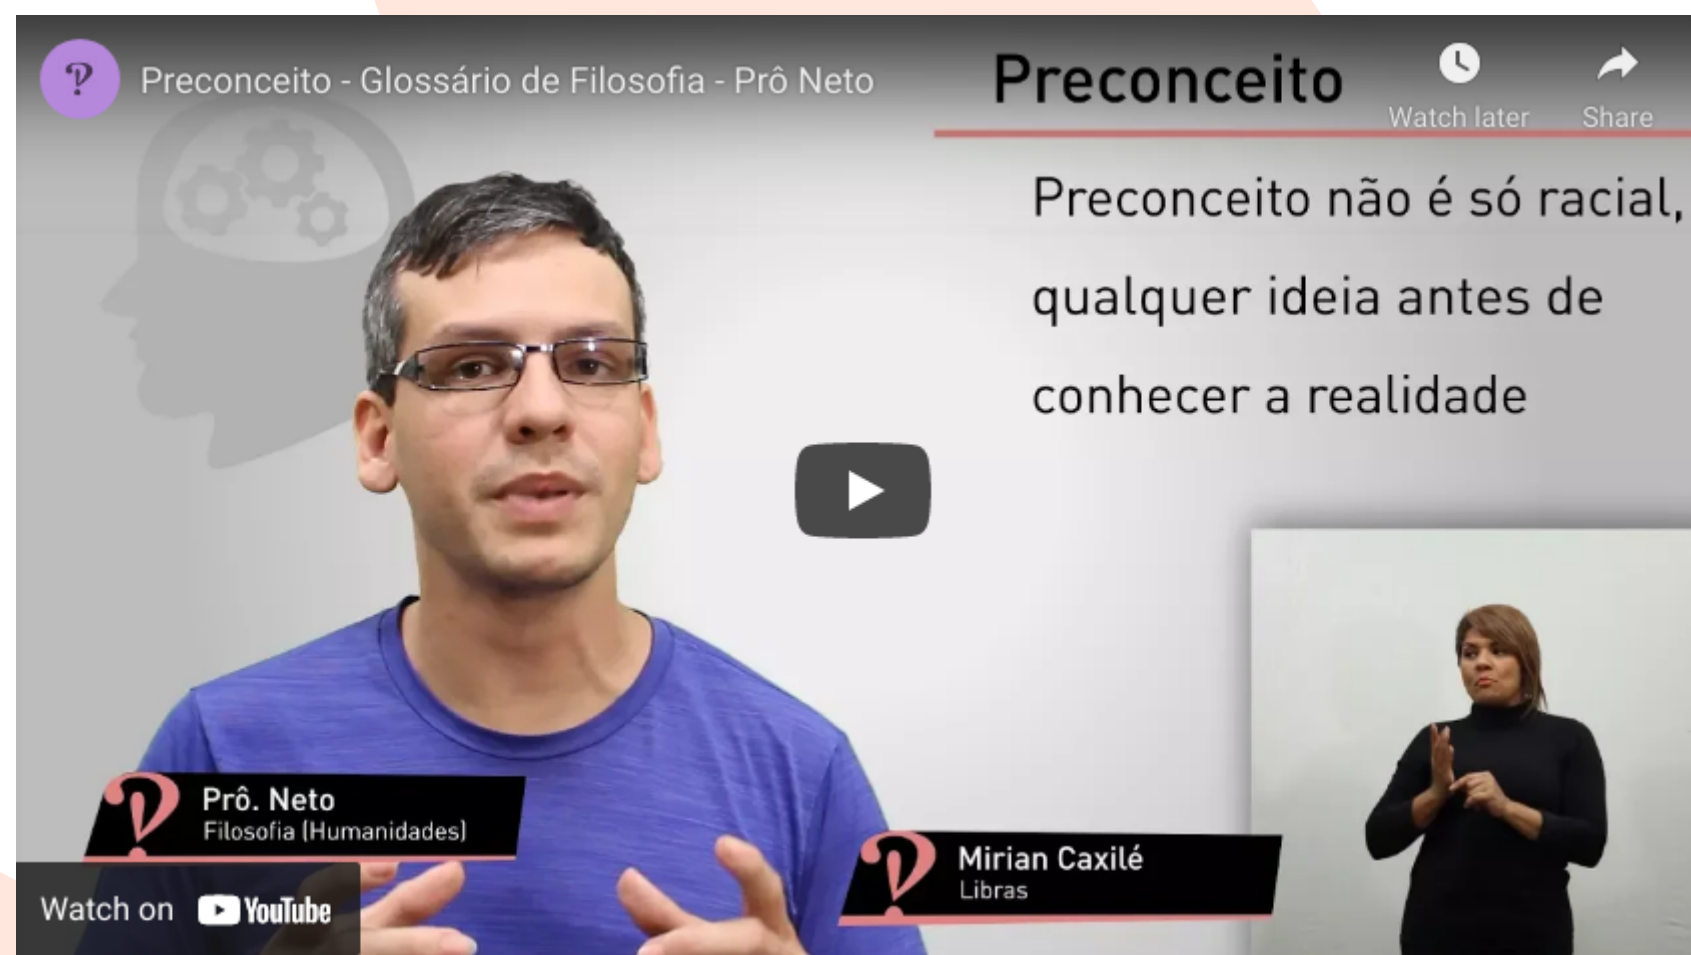 Preconceito - Glossário de Filosofia - Prô Neto
Preconceito
Watch later
Share
Preconceito não é só racial,
qualquer ideia antes de
conhecer a realidade
Prô. Neto
Filosofia (Humanidades)
Mirian Caxilé
Libras
Watch on YouTube